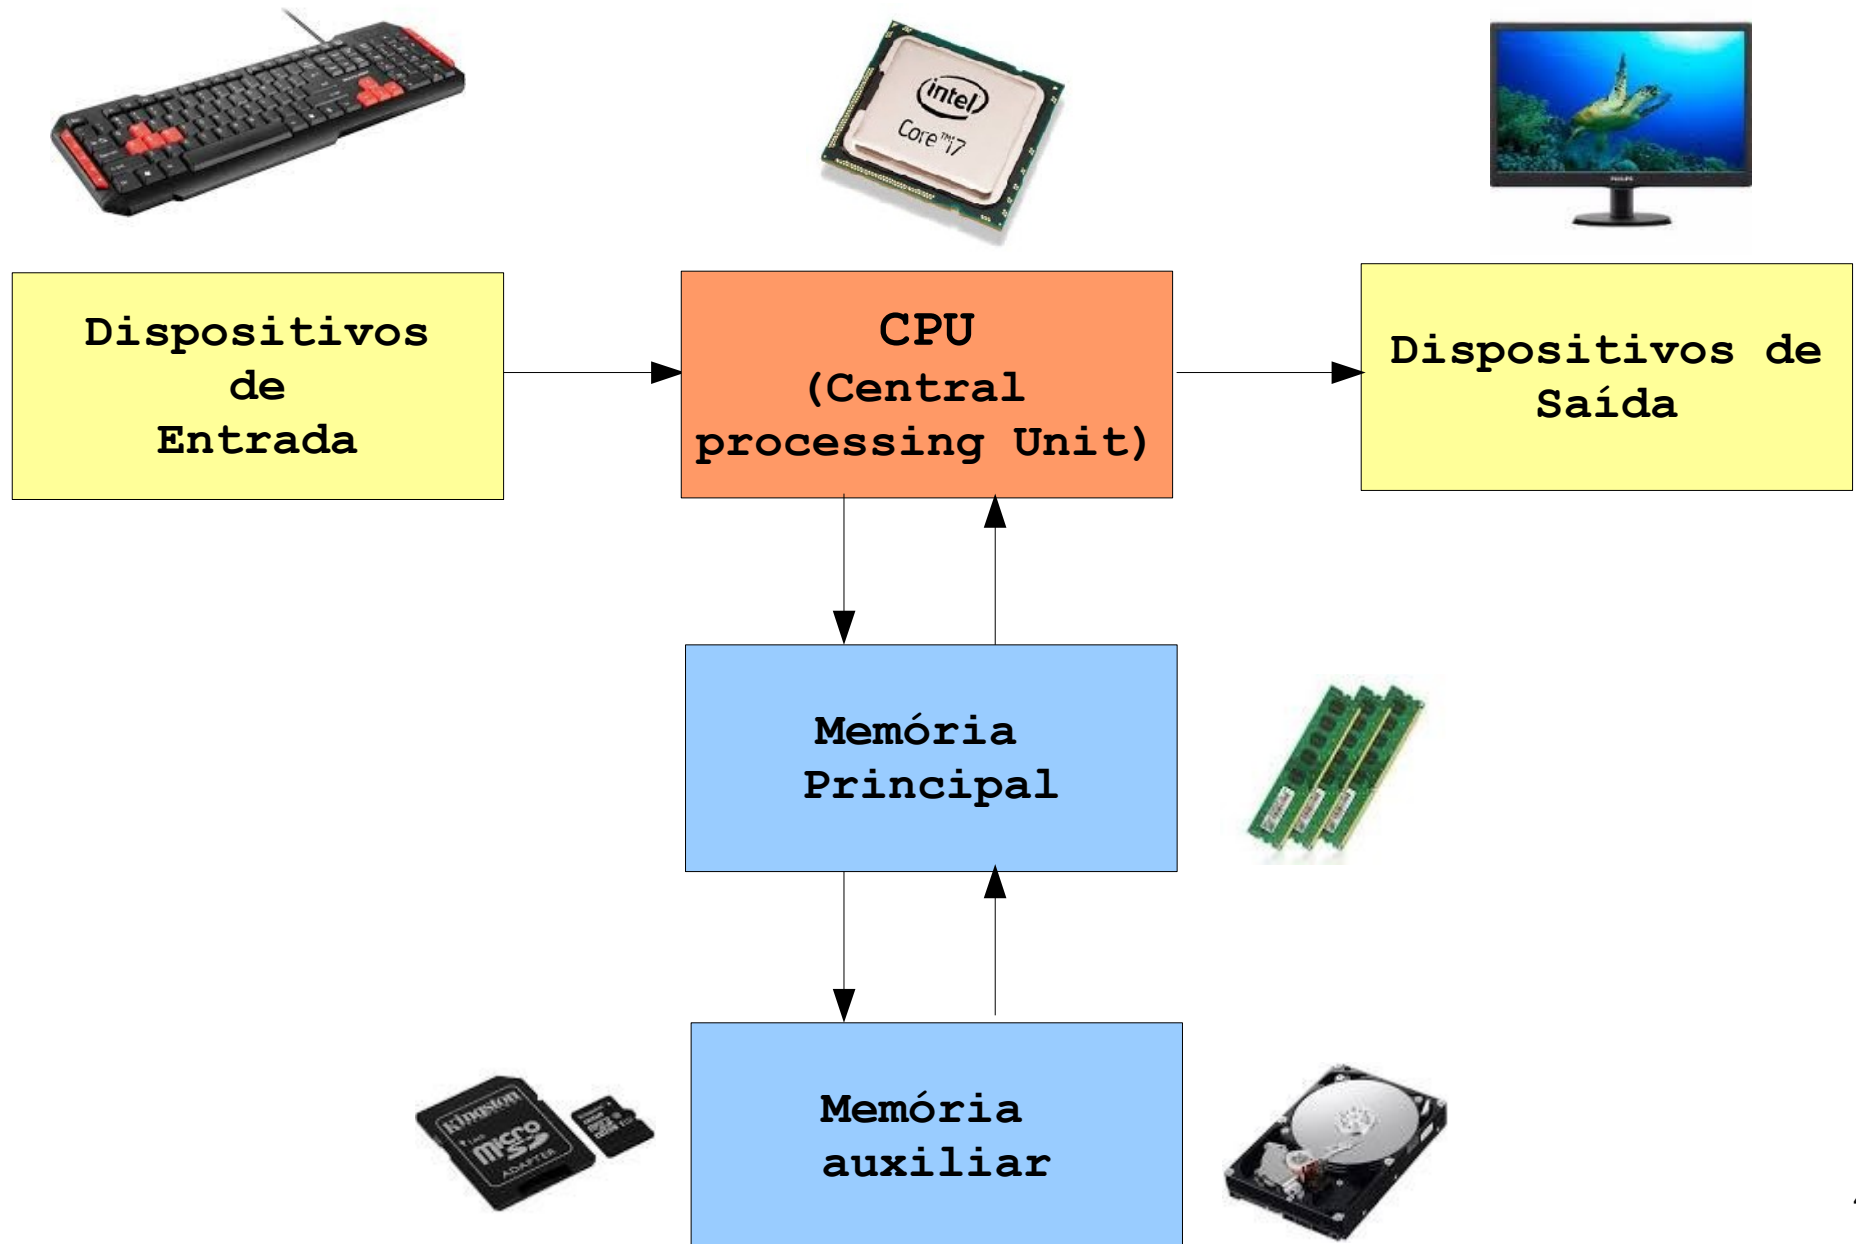 intel
Core™i7
PHILIPS
Dispositivos
de
Entrada
CPU
(Central
processing Unit)
Dispositivos de
Saída
Memória
Principal
Kingston
micro
SD
ADAPTER
Memória
auxiliar